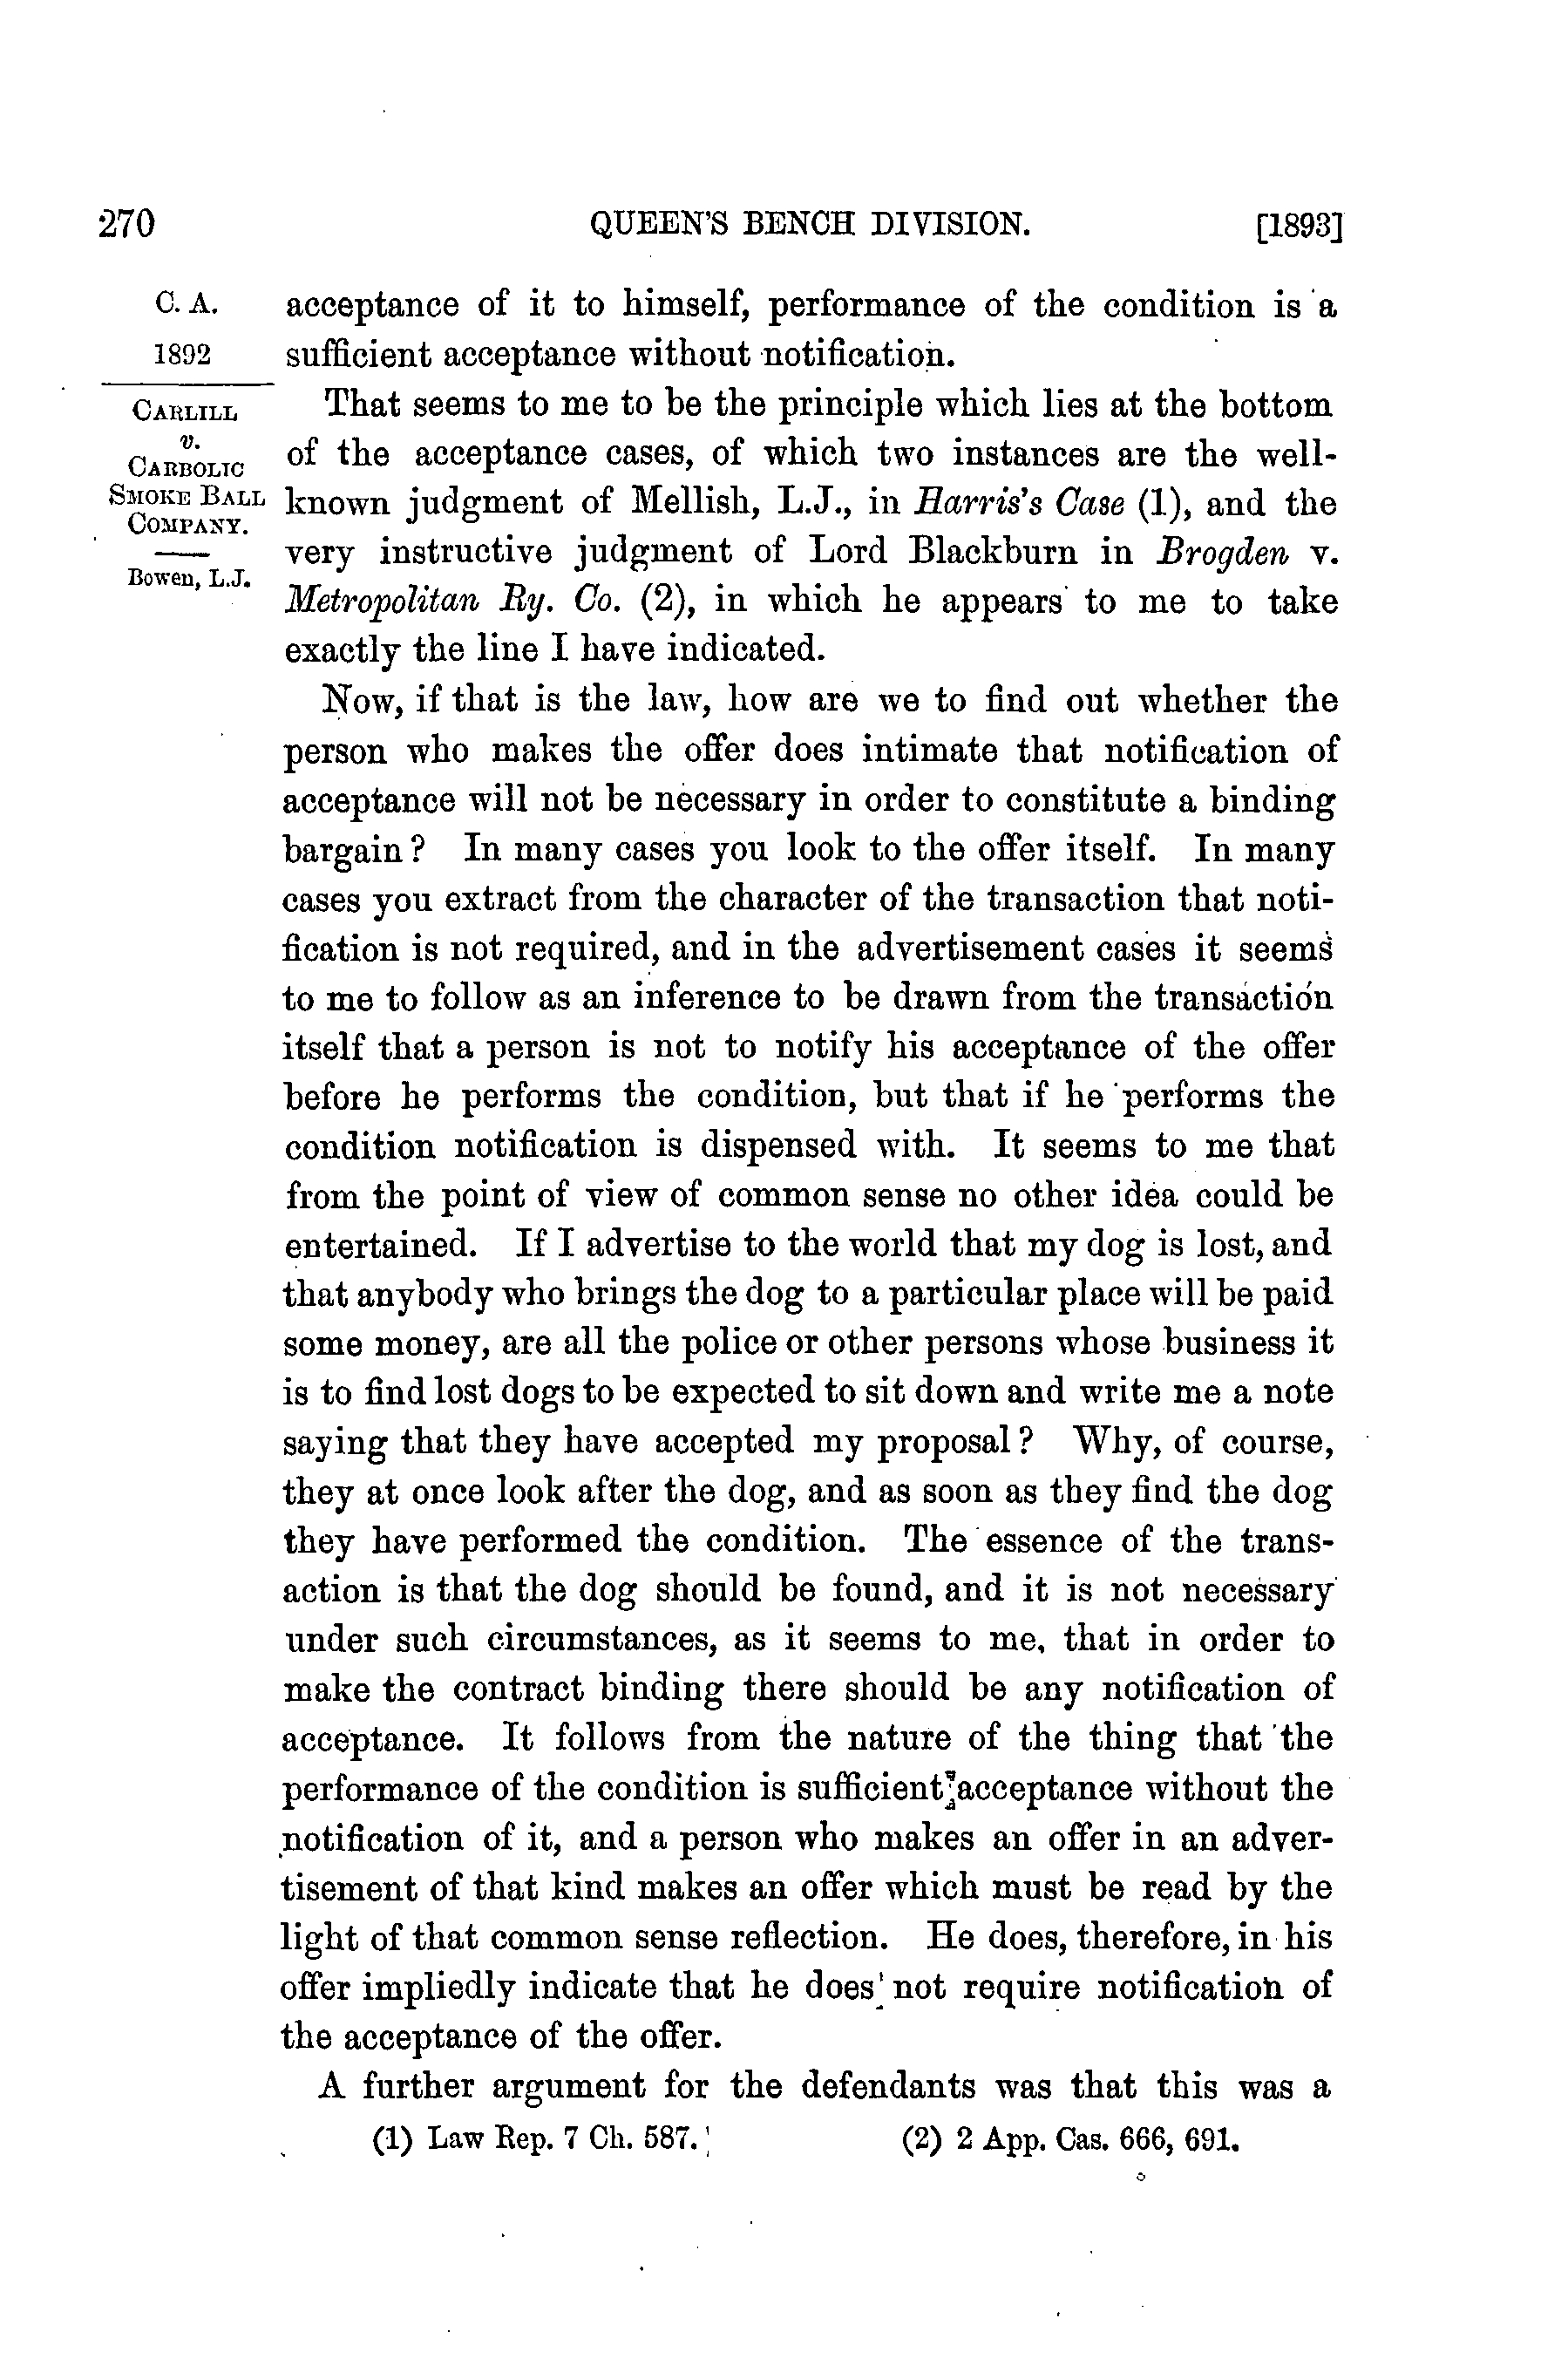 270 QUEEN'S BENCH DIVISION. [1893]
C. A.
1892
CARLILL
v.
CARBOLIC
SMOKE BALL
COMPANY.
Bowen, L.J.
acceptance of it to himself, performance of the condition is a
sufficient acceptance without notification.
That seems to me to be the principle which lies at the bottom
of the acceptance cases, of which two instances are the well-
known judgment of Mellish, L.J., in Harris's Case (1), and the
very instructive judgment of Lord Blackburn in Brogden v.
Metropolitan Ry. Co. (2), in which he appears to me to take
exactly the line I have indicated.
Now, if that is the law, how are we to find out whether the
person who makes the offer does intimate that notification of
acceptance will not be necessary in order to constitute a binding
bargain? In many cases you look to the offer itself. In many
cases you extract from the character of the transaction that noti-
fication is not required, and in the advertisement cases it seems
to me to follow as an inference to be drawn from the transaction
itself that a person is not to notify his acceptance of the offer
before he performs the condition, but that if he performs the
condition notification is dispensed with. It seems to me that
from the point of view of common sense no other idea could be
entertained. If I advertise to the world that my dog is lost, and
that anybody who brings the dog to a particular place will be paid
some money, are all the police or other persons whose business it
is to find lost dogs to be expected to sit down and write me a note
saying that they have accepted my proposal? Why, of course,
they at once look after the dog, and as soon as they find the dog
they have performed the condition. The essence of the trans-
action is that the dog should be found, and it is not necessary
under such circumstances, as it seems to me, that in order to
make the contract binding there should be any notification of
acceptance. It follows from the nature of the thing that the
performance of the condition is sufficient acceptance without the
notification of it, and a person who makes an offer in an adver-
tisement of that kind makes an offer which must be read by the
light of that common sense reflection. He does, therefore, in his
offer impliedly indicate that he does not require notification of
the acceptance of the offer.
A further argument for the defendants was that this was a
(1) Law Rep. 7 Ch. 587. (2) 2 App. Cas. 666, 691.